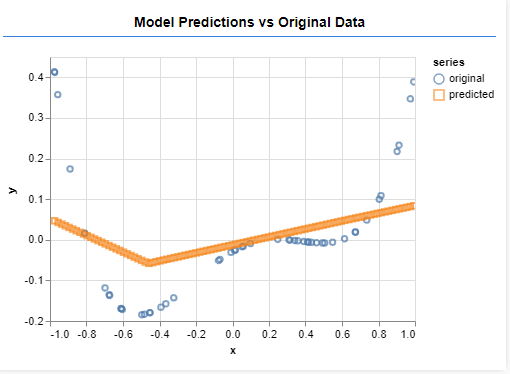 Model Predictions vs Original Data
series
original
predicted
0.4
0.3
0.2
0.1
0.0
-0.1
-0.2
y
-1.0 -0.8 -0.6 -0.4 -0.2 0.0 0.2 0.4 0.6 0.8 1.0
x